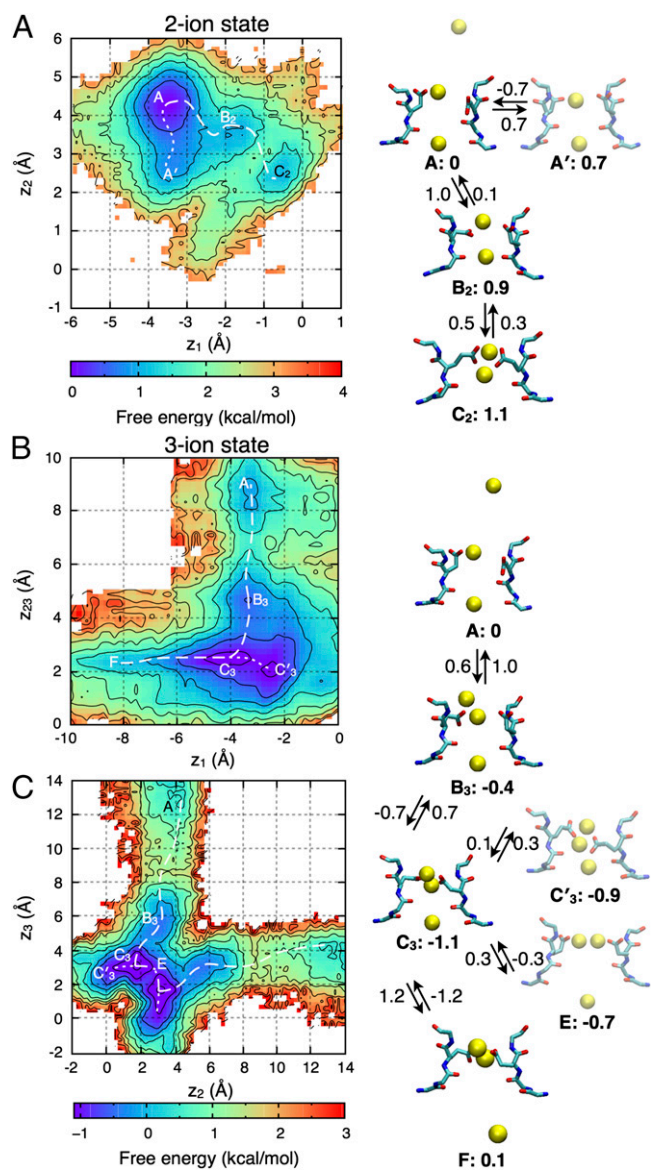 A
2-ion state
6
5
4
3
2
1
0
-1
z2 (Å)
A
B2
A'
C2
-6 -5 -4 -3 -2 -1 0 1
z1 (Å)
0 1 2 3 4
Free energy (kcal/mol)
-0.7
0.7
A: 0
A': 0.7
1.0 0.1
B2: 0.9
0.5 0.3
C2: 1.1
B
3-ion state
10
8
6
4
2
0
z23 (Å)
A
B3
F
C3
C'3
-10 -8 -6 -4 -2 0
z1 (Å)
A: 0
0.6 1.0
B3: -0.4
-0.7 0.7
0.1 0.3
C'3: -0.9
C3: -1.1
0.3 -0.3
E: -0.7
1.2 -1.2
F: 0.1
C
14
12
10
8
6
4
2
0
-2
z3 (Å)
A
B3
C3
E
C'3
-2 0 2 4 6 8 10 12 14
z2 (Å)
-1 0 1 2 3
Free energy (kcal/mol)